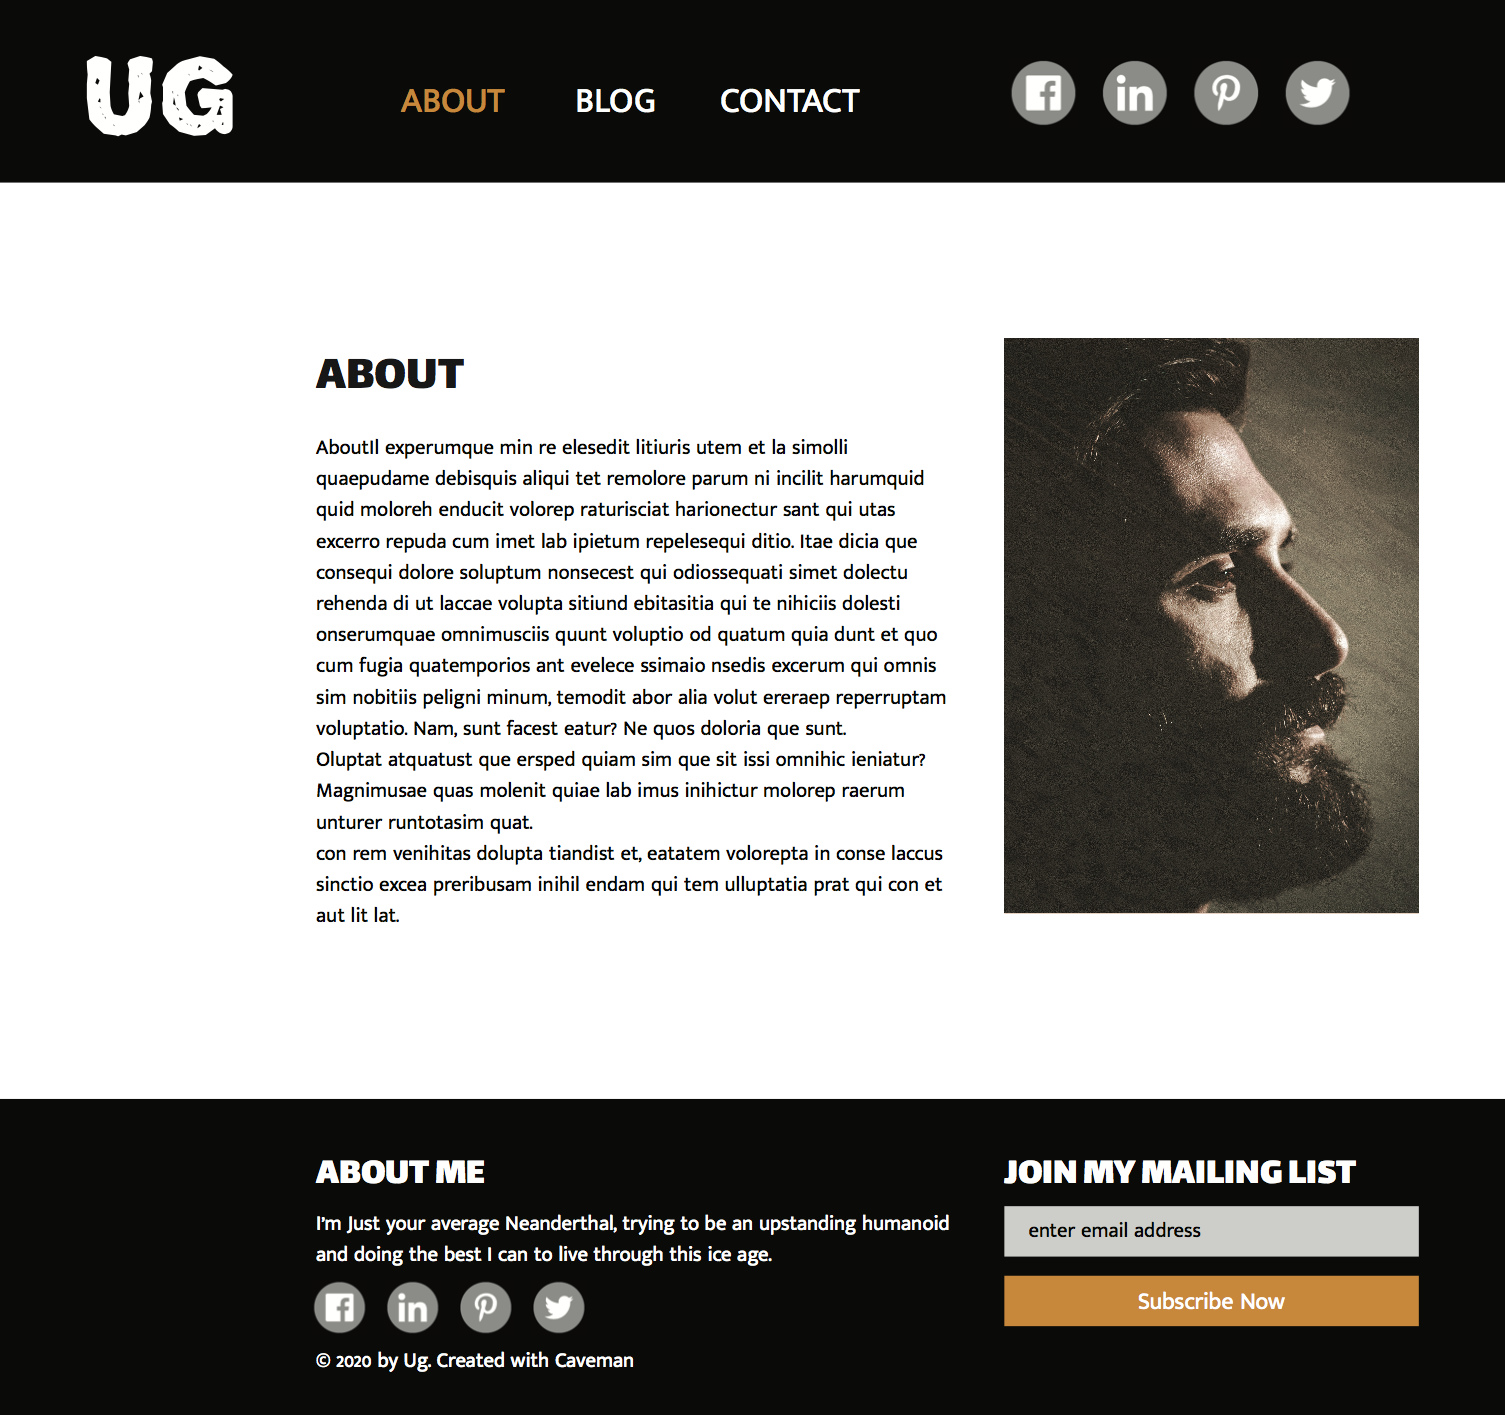 UG
ABOUT BLOG CONTACT
ABOUT
AboutIl experumque min re elesedit litiuris utem et la simolli
quaepudame debisquis aliqui tet remolore parum ni incilit harumquid
quid moloreh enducit volorep raturisciat harionectur sant qui utas
excerro repuda cum imet lab ipietum repelesequi ditio. Itae dicia que
consequi dolore soluptum nonsecest qui odiossequati simet dolectu
rehenda di ut laccae volupta sitiund ebitasitia qui te nihiciis dolesti
onserumquae omnimusciis quunt voluptio od quatum quia dunt et quo
cum fugia quatemporios ant evelece ssimaio nsedis excerum qui omnis
sim nobitiis peligni minum, temodit abor alia volut ereraep reperruptam
voluptatio. Nam, sunt facest eatur? Ne quos doloria que sunt.
Oluptat atquatust que ersped quiam sim que sit issi omnihic ieniatur?
Magnimusae quas molenit quiae lab imus inihictur molorep raerum
unturer runtotasim quat.
con rem venihitas dolupta tiandist et, eatatem volorepta in conse laccus
sinctio excea preribusam inihil endam qui tem ulluptatia prat qui con et
aut lit lat.
ABOUT ME
I'm Just your average Neanderthal, trying to be an upstanding humanoid
and doing the best I can to live through this ice age.
© 2020 by Ug. Created with Caveman
JOIN MY MAILING LIST
enter email address
Subscribe Now